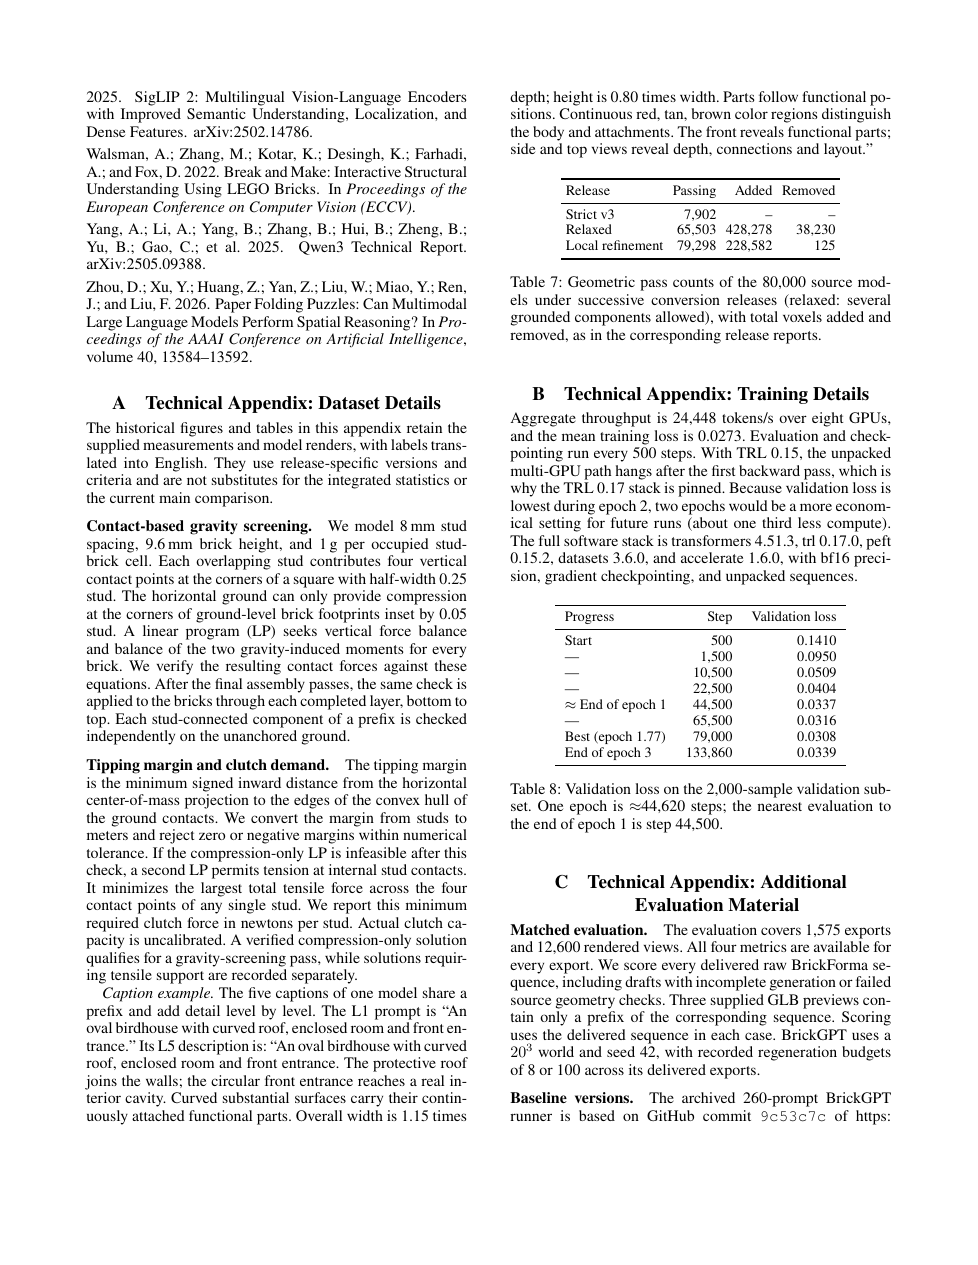 2025. SigLIP 2: Multilingual Vision-Language Encoders
with Improved Semantic Understanding, Localization, and
Dense Features. arXiv:2502.14786.
Walsman, A.; Zhang, M.; Kotar, K.; Desingh, K.; Farhadi,
A.; and Fox, D. 2022. Break and Make: Interactive Structural
Understanding Using LEGO Bricks. In Proceedings of the
European Conference on Computer Vision (ECCV).
Yang, A.; Li, A.; Yang, B.; Zhang, B.; Hui, B.; Zheng, B.;
Yu, B.; Gao, C.; et al. 2025. Qwen3 Technical Report.
arXiv:2505.09388.
Zhou, D.; Xu, Y.; Huang, Z.; Yan, Z.; Liu, W.; Miao, Y.; Ren,
J.; and Liu, F. 2026. Paper Folding Puzzles: Can Multimodal
Large Language Models Perform Spatial Reasoning? In Pro-
ceedings of the AAAI Conference on Artificial Intelligence,
volume 40, 13584–13592.
A Technical Appendix: Dataset Details
The historical figures and tables in this appendix retain the
supplied measurements and model renders, with labels trans-
lated into English. They use release-specific versions and
criteria and are not substitutes for the integrated statistics or
the current main comparison.
Contact-based gravity screening. We model 8 mm stud
spacing, 9.6 mm brick height, and 1 g per occupied stud-
brick cell. Each overlapping stud contributes four vertical
contact points at the corners of a square with half-width 0.25
stud. The horizontal ground can only provide compression
at the corners of ground-level brick footprints inset by 0.05
stud. A linear program (LP) seeks vertical force balance
and balance of the two gravity-induced moments for every
brick. We verify the resulting contact forces against these
equations. After the final assembly passes, the same check is
applied to the bricks through each completed layer, bottom to
top. Each stud-connected component of a prefix is checked
independently on the unanchored ground.
Tipping margin and clutch demand. The tipping margin
is the minimum signed inward distance from the horizontal
center-of-mass projection to the edges of the convex hull of
the ground contacts. We convert the margin from studs to
meters and reject zero or negative margins within numerical
tolerance. If the compression-only LP is infeasible after this
check, a second LP permits tension at internal stud contacts.
It minimizes the largest total tensile force across the four
contact points of any single stud. We report this minimum
required clutch force in newtons per stud. Actual clutch ca-
pacity is uncalibrated. A verified compression-only solution
qualifies for a gravity-screening pass, while solutions requir-
ing tensile support are recorded separately.
Caption example. The five captions of one model share a
prefix and add detail level by level. The L1 prompt is “An
oval birdhouse with curved roof, enclosed room and front en-
trance.” Its L5 description is: “An oval birdhouse with curved
roof, enclosed room and front entrance. The protective roof
joins the walls; the circular front entrance reaches a real in-
terior cavity. Curved substantial surfaces carry their contin-
uously attached functional parts. Overall width is 1.15 times
depth; height is 0.80 times width. Parts follow functional po-
sitions. Continuous red, tan, brown color regions distinguish
the body and attachments. The front reveals functional parts;
side and top views reveal depth, connections and layout.”
Release Passing Added Removed
Strict v3 7,902 – –
Relaxed 65,503 428,278 38,230
Local refinement 79,298 228,582 125
Table 7: Geometric pass counts of the 80,000 source mod-
els under successive conversion releases (relaxed: several
grounded components allowed), with total voxels added and
removed, as in the corresponding release reports.
B Technical Appendix: Training Details
Aggregate throughput is 24,448 tokens/s over eight GPUs,
and the mean training loss is 0.0273. Evaluation and check-
pointing run every 500 steps. With TRL 0.15, the unpacked
multi-GPU path hangs after the first backward pass, which is
why the TRL 0.17 stack is pinned. Because validation loss is
lowest during epoch 2, two epochs would be a more econom-
ical setting for future runs (about one third less compute).
The full software stack is transformers 4.51.3, trl 0.17.0, peft
0.15.2, datasets 3.6.0, and accelerate 1.6.0, with bf16 preci-
sion, gradient checkpointing, and unpacked sequences.
Progress Step Validation loss
Start 500 0.1410
— 1,500 0.0950
— 10,500 0.0509
— 22,500 0.0404
≈ End of epoch 1 44,500 0.0337
— 65,500 0.0316
Best (epoch 1.77) 79,000 0.0308
End of epoch 3 133,860 0.0339
Table 8: Validation loss on the 2,000-sample validation sub-
set. One epoch is ≈44,620 steps; the nearest evaluation to
the end of epoch 1 is step 44,500.
C Technical Appendix: Additional
Evaluation Material
Matched evaluation. The evaluation covers 1,575 exports
and 12,600 rendered views. All four metrics are available for
every export. We score every delivered raw BrickForma se-
quence, including drafts with incomplete generation or failed
source geometry checks. Three supplied GLB previews con-
tain only a prefix of the corresponding sequence. Scoring
uses the delivered sequence in each case. BrickGPT uses a
20³ world and seed 42, with recorded regeneration budgets
of 8 or 100 across its delivered exports.
Baseline versions. The archived 260-prompt BrickGPT
runner is based on GitHub commit 9c53c7c of https: